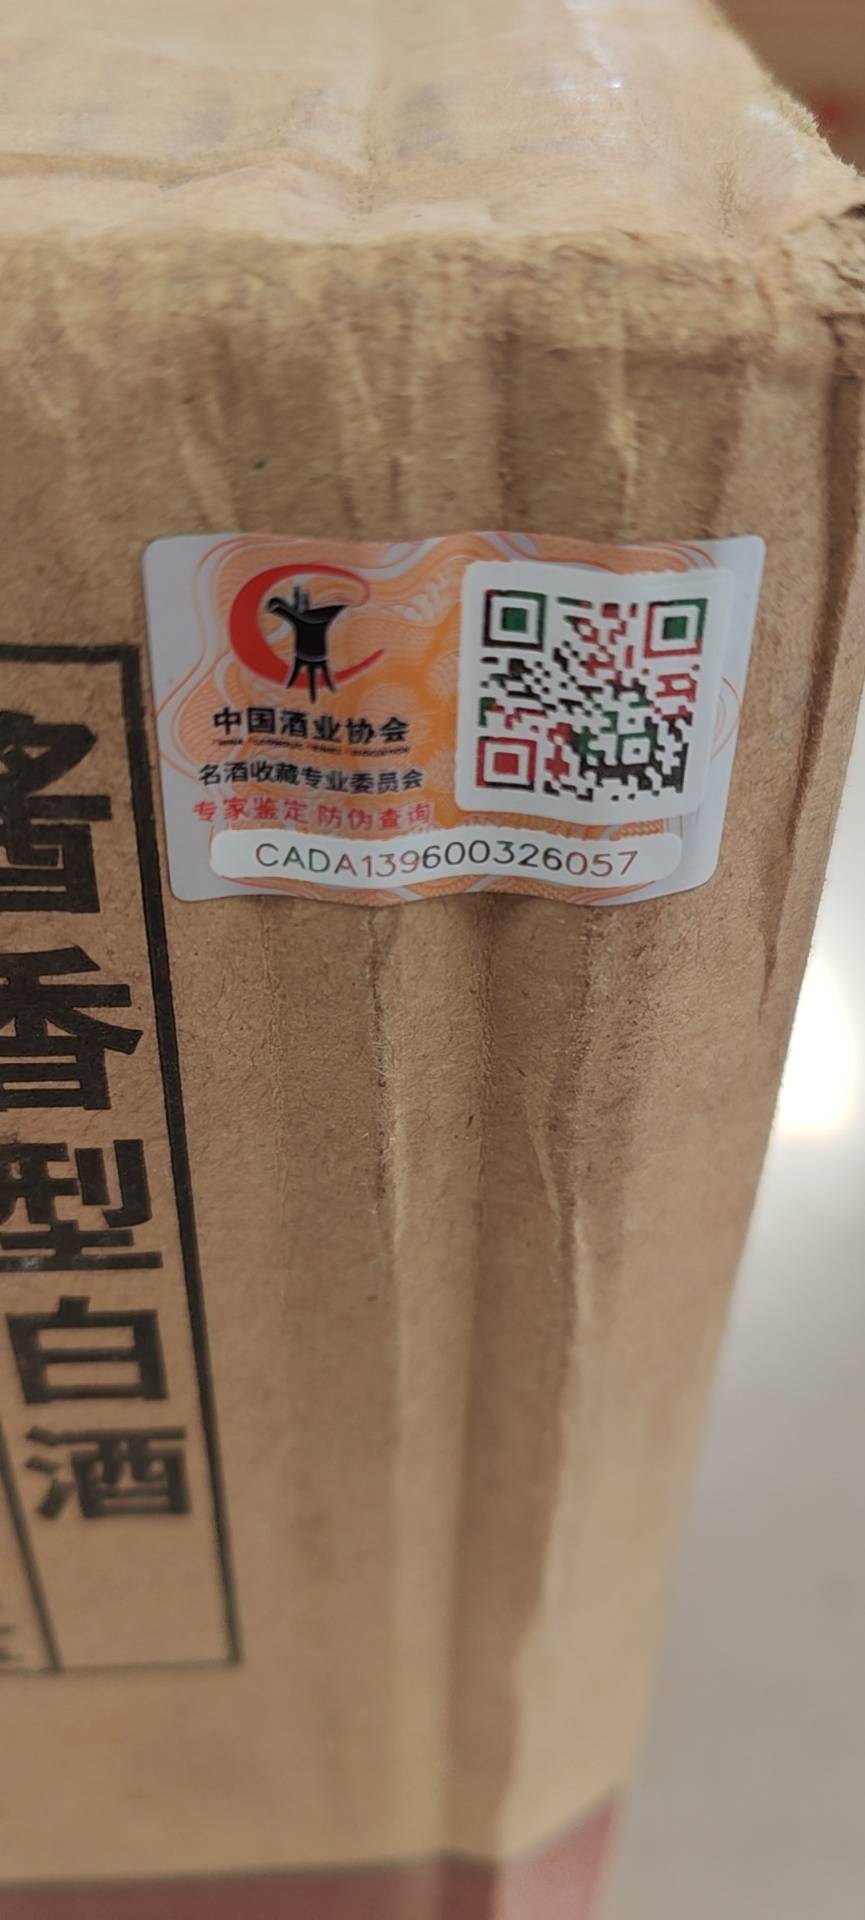 中国酒业协会
名酒收藏专业委员会
专家鉴定 防伪查询
CADA139600326057
酱香型白酒